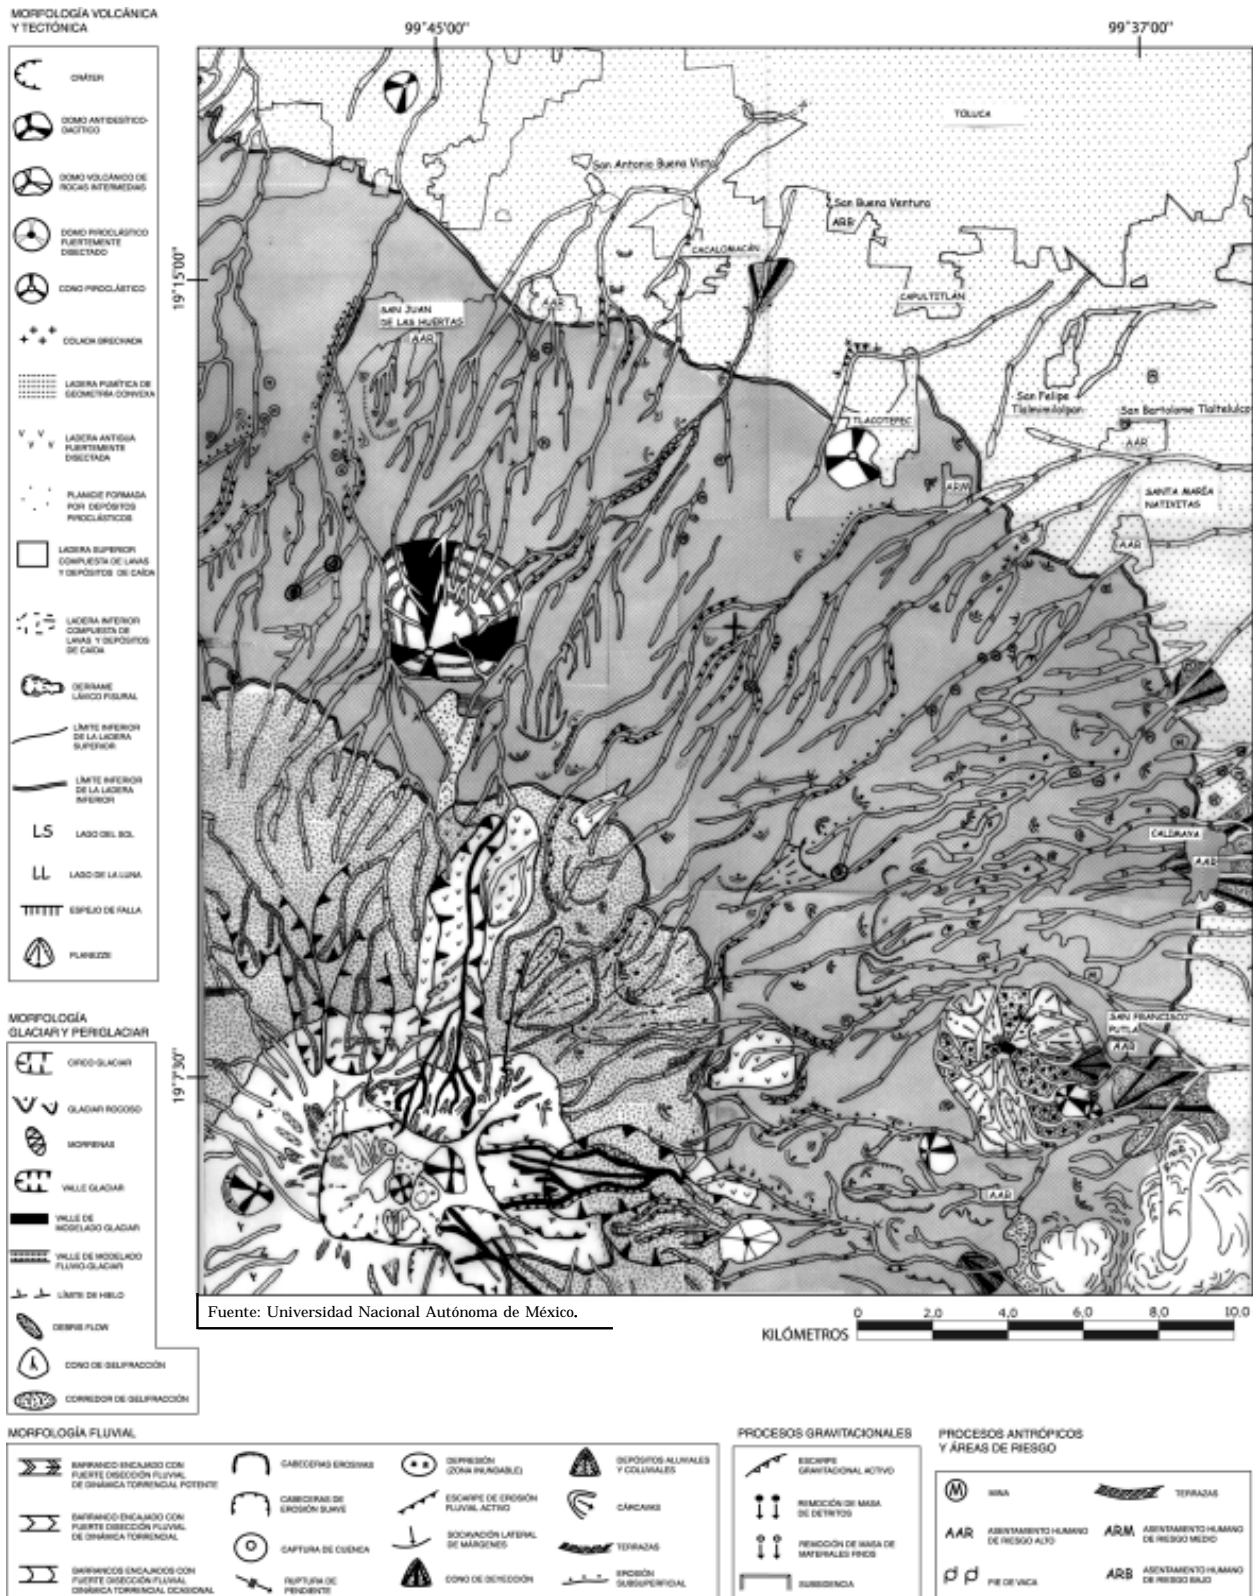 MORFOLOGÍA VOLCÁNICA
Y TECTÓNICA
CRÁTER
DOMO ANTIDESÍTICO-
DACÍTICO
DOMO VOLCÁNICO DE
ROCAS INTERMEDIAS
DOMO PIROCLÁSTICO
FUERTEMENTE
DISECTADO
CONO PIROCLÁSTICO
COLADA BRECHADA
LADERA PUMÍTICA DE
GEOMETRÍA CONVEXA
LADERA ANTIGUA
FUERTEMENTE
DISECTADA
PLANICIE FORMADA
POR DEPÓSITOS
PIROCLÁSTICOS
LADERA SUPERIOR
COMPUESTA DE LAVAS
Y DEPÓSITOS DE CAÍDA
LADERA INFERIOR
COMPUESTA DE
LAVAS Y DEPÓSITOS
DE CAÍDA
DERRAME
LÁVICO FISURAL
LÍMITE INFERIOR
DE LA LADERA
SUPERIOR
LÍMITE INFERIOR
DE LA LADERA
INFERIOR
LS LAGO DEL SOL
LL LAGO DE LA LUNA
ESPEJO DE FALLA
PLANEZZE
MORFOLOGÍA
GLACIAR Y PERIGLACIAR
CIRCO GLACIAR
GLACIAR ROCOSO
MORRENAS
VALLE GLACIAR
VALLE DE
MODELADO GLACIAR
VALLE DE MODELADO
FLUVIO-GLACIAR
LÍMITE DE HIELO
DEBRIS FLOW
CONO DE GELIFRACCIÓN
CORREDOR DE GELIFRACCIÓN
99°45'00"
99°37'00"
19°15'00"
19°7'30"
TOLUCA
San Antonio Buena Vista
San Buena Ventura
ARB
CACALOMACÁN
CAPULTITLÁN
AAR
SAN JUAN
DE LAS HUERTAS
AAR
San Felipe
Tlalmimilolpan
San Bartolome Tlaltelulco
AAR
TLACOTEPEC
ARM
SANTA MARÍA
NATIVITAS
AAR
CALIMAYA
AAR
SAN FRANCISCO
PUTLA
AAR
AAR
Fuente: Universidad Nacional Autónoma de México.
KILÓMETROS
0 2.0 4.0 6.0 8.0 10.0
MORFOLOGÍA FLUVIAL
BARRANCO ENCAJADO CON
FUERTE DISECCIÓN FLUVIAL
DE DINÁMICA TORRENCIAL POTENTE
BARRANCO ENCAJADO CON
FUERTE DISECCIÓN FLUVIAL
DE DINÁMICA TORRENCIAL
BARRANCOS ENCAJADOS CON
FUERTE DISECCIÓN FLUVIAL
DINÁMICA TORRENCIAL OCASIONAL
CABECERAS EROSIVAS
CABECERAS DE
EROSIÓN SUAVE
CAPTURA DE CUENCA
RUPTURA DE
PENDIENTE
DEPRESIÓN
(ZONA INUNDABLE)
ESCARPE DE EROSIÓN
FLUVIAL ACTIVO
SOCAVACIÓN LATERAL
DE MÁRGENES
CONO DE DEYECCIÓN
DEPÓSITOS ALUVIALES
Y COLUVIALES
CÁRCAVAS
TERRAZAS
EROSIÓN
SUBSUPERFICIAL
PROCESOS GRAVITACIONALES
ESCARPE
GRAVITACIONAL ACTIVO
REMOCIÓN DE MASA
DE DETRITOS
REMOCIÓN DE MASA DE
MATERIALES FINOS
SUBSIDENCIA
PROCESOS ANTRÓPICOS
Y ÁREAS DE RIESGO
M MINA
TERRAZAS
AAR ASENTAMIENTO HUMANO
DE RIESGO ALTO
ARM ASENTAMIENTO HUMANO
DE RIESGO MEDIO
PIE DE VACA
ARB ASENTAMIENTO HUMANO
DE RIESGO BAJO